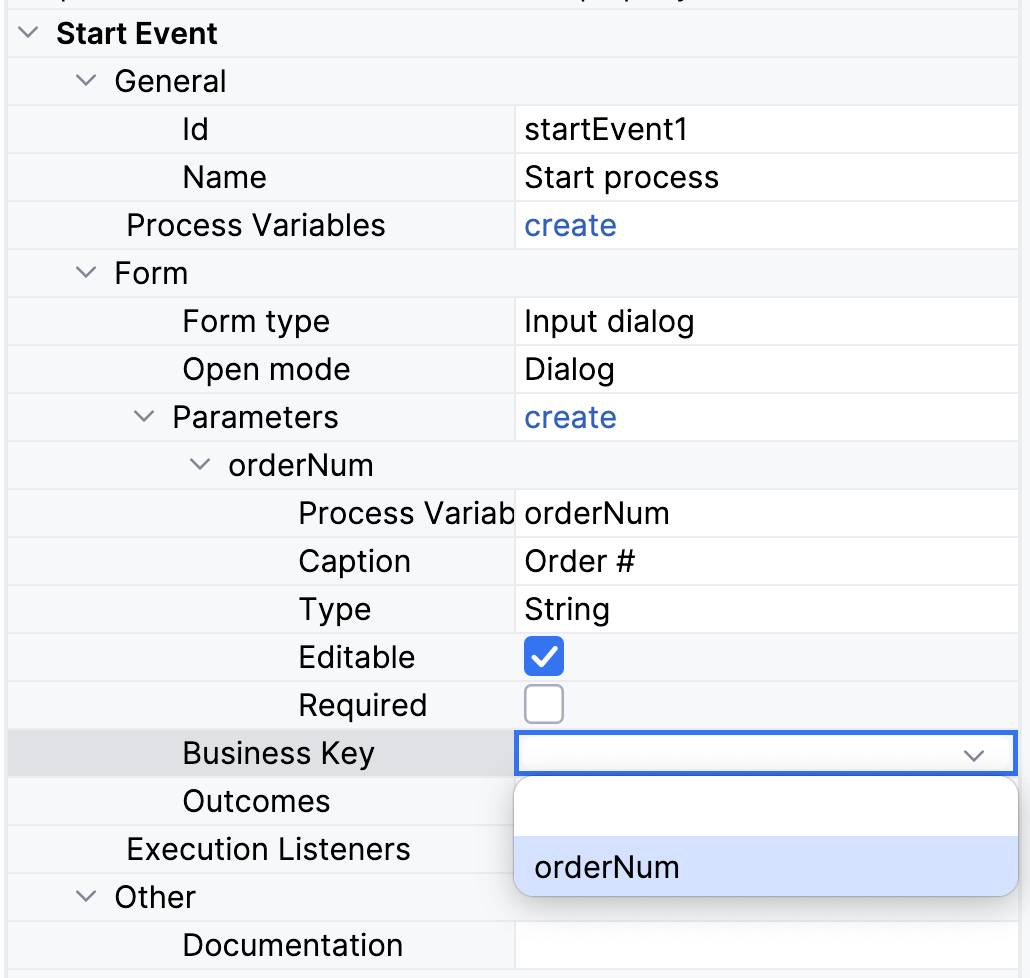 Start Event
General
Id startEvent1
Name Start process
Process Variables create
Form
Form type Input dialog
Open mode Dialog
Parameters create
orderNum
Process Variab orderNum
Caption Order #
Type String
Editable
Required
Business Key
Outcomes
orderNum
Execution Listeners
Other
Documentation